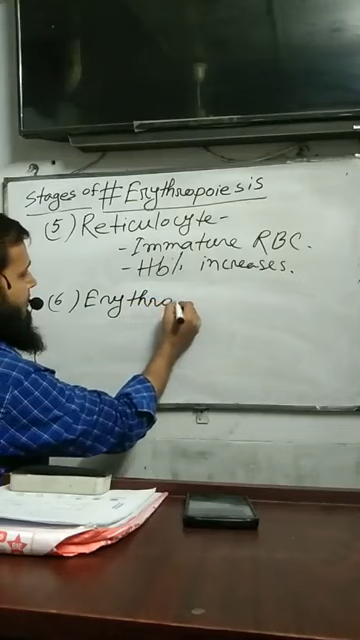 Stages of # Erythropoiesis
(5) Reticulocyte -
- Immature RBC.
- Hb% increases.
(6) Erythro